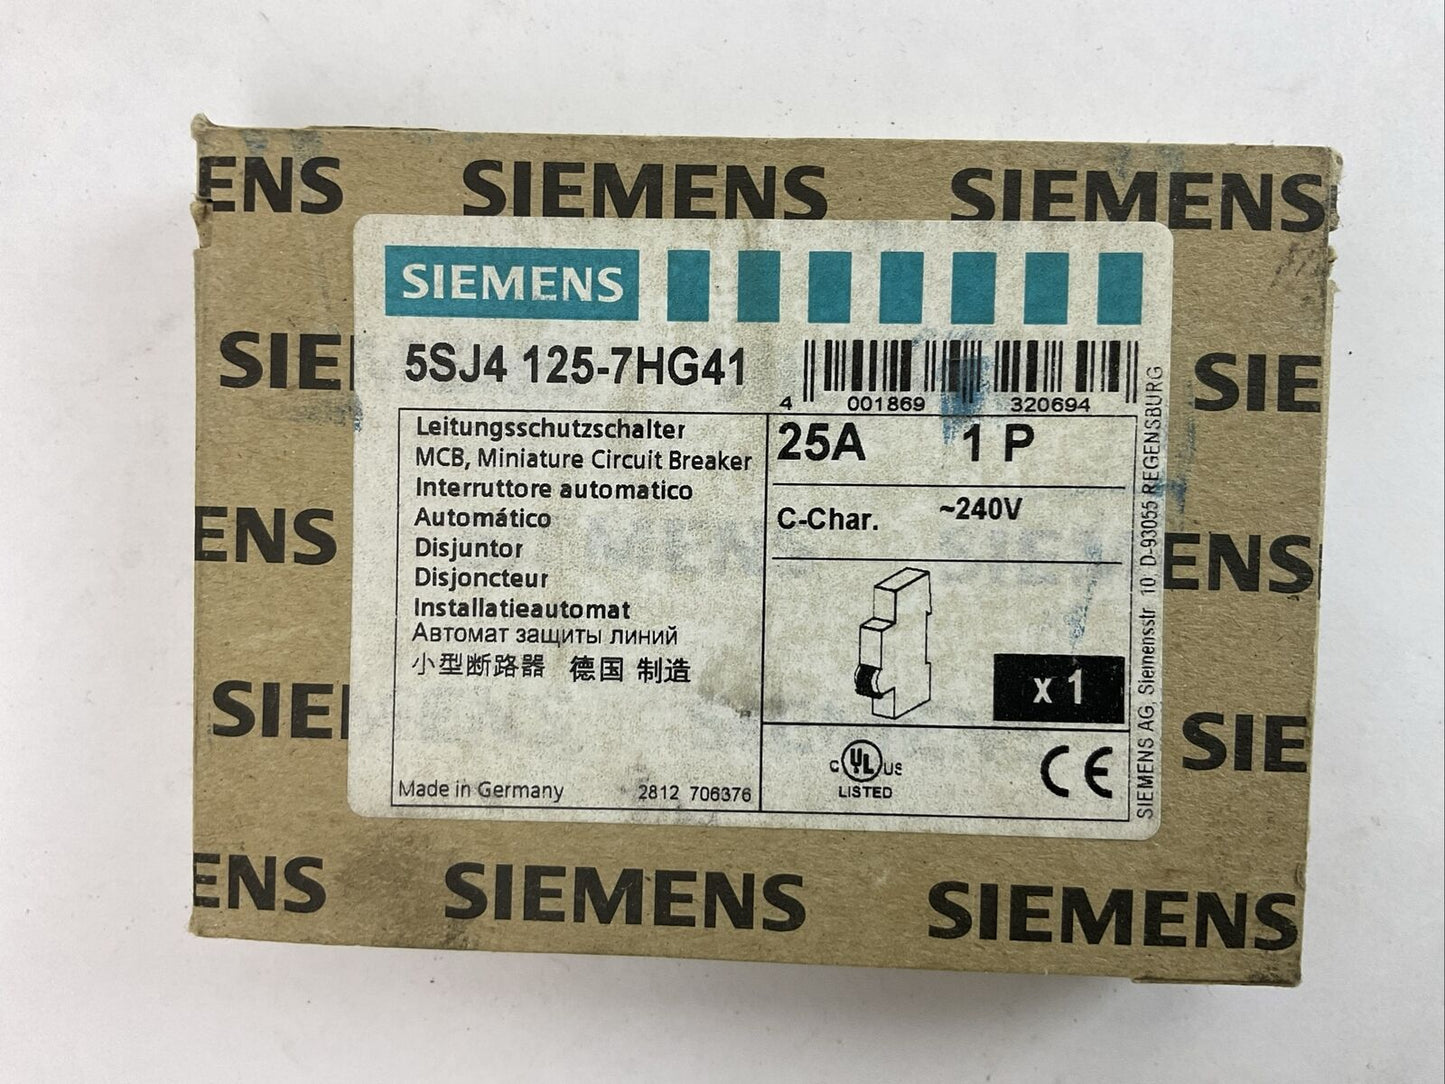 ENS SIEMENS SIEMENS
SIEMENS
5SJ4 125-7HG41
4 001869 320694
SIE SIE
Leitungsschutzschalter
MCB, Miniature Circuit Breaker
Interruttore automatico
Automático
Disjuntor
Disjoncteur
Installatieautomat
Автомат защиты линий
小型断路器 德国 制造
Made in Germany 2812 706376
25A 1 P
C-Char. ~240V
x 1
C UL US
LISTED
CE
SIEMENS AG, Siemensstr 10 D-93055 REGENSBURG
ENS ENS
SIE SIE
ENS SIEMENS SIEMENS